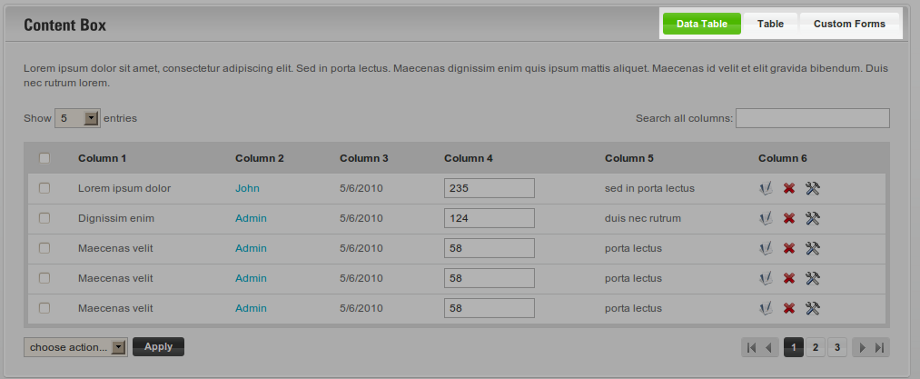 Content Box Data Table Table Custom Forms
Lorem ipsum dolor sit amet, consectetur adipiscing elit. Sed in porta lectus. Maecenas dignissim enim quis ipsum mattis aliquet. Maecenas id velit et elit gravida bibendum. Duis
nec rutrum lorem.
Show 5 entries Search all columns:
Column 1 Column 2 Column 3 Column 4 Column 5 Column 6
Lorem ipsum dolor John 5/6/2010 235 sed in porta lectus
Dignissim enim Admin 5/6/2010 124 duis nec rutrum
Maecenas velit Admin 5/6/2010 58 porta lectus
Maecenas velit Admin 5/6/2010 58 porta lectus
Maecenas velit Admin 5/6/2010 58 porta lectus
choose action... Apply 1 2 3